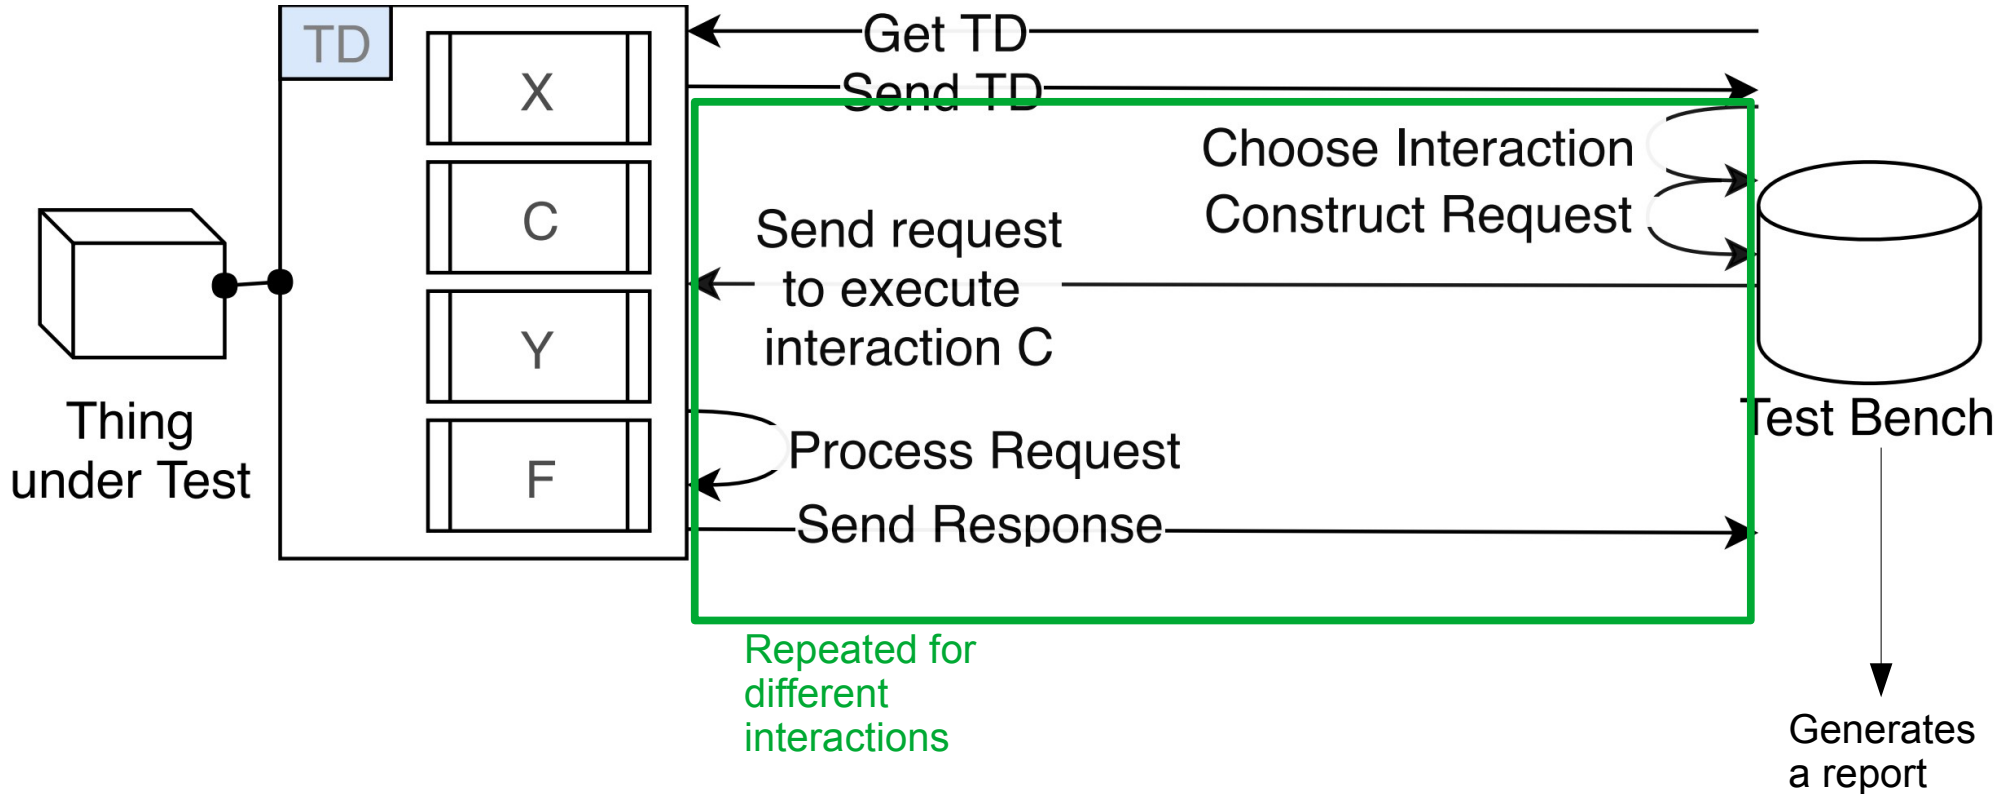 TD
X
C
Y
F
Thing
under Test
Get TD
Send TD
Choose Interaction
Construct Request
Send request
to execute
interaction C
Process Request
Send Response
Test Bench
Repeated for
different
interactions
Generates
a report